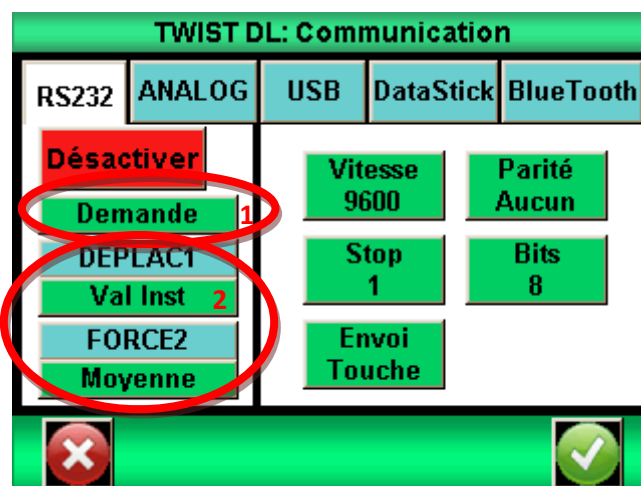 TWIST DL: Communication
RS232 ANALOG USB DataStick BlueTooth
Désactiver
Demande 1
DEPLAC1
Val Inst 2
FORCE2
Moyenne
Vitesse
9600
Parité
Aucun
Stop
1
Bits
8
Envoi
Touche